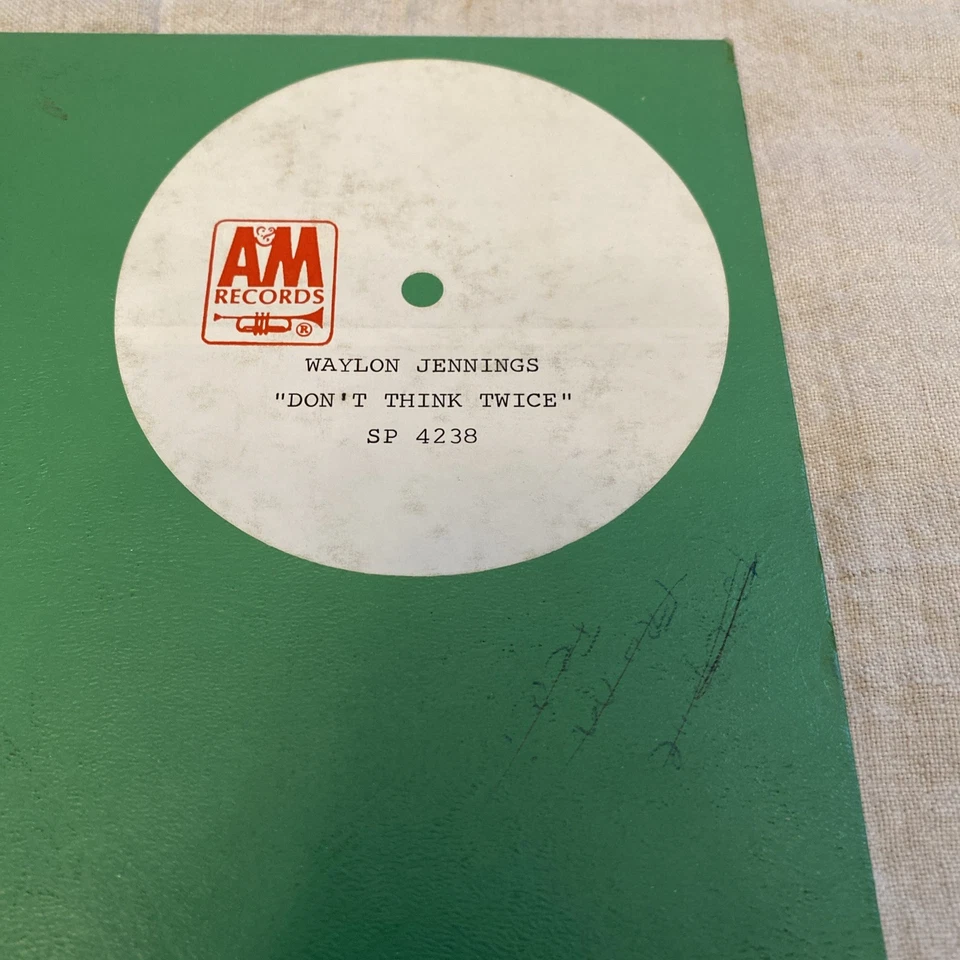 A&M
RECORDS
®
WAYLON JENNINGS
"DON'T THINK TWICE"
SP 4238